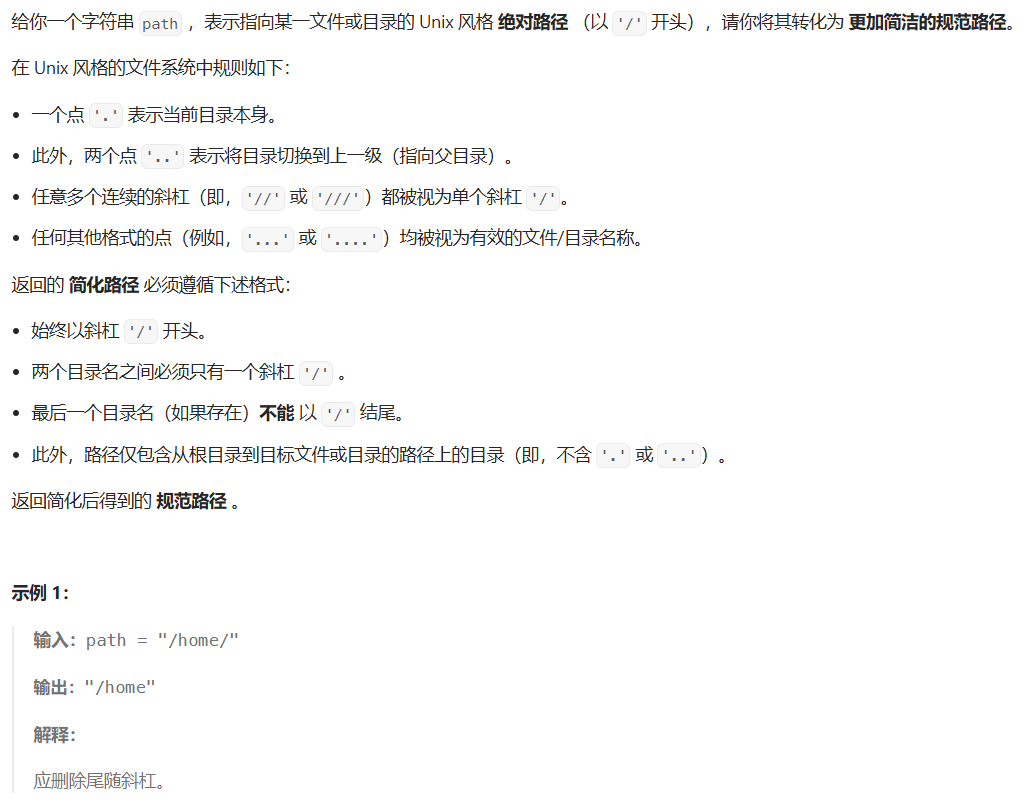 给你一个字符串 path ，表示指向某一文件或目录的 Unix 风格 绝对路径 （以 '/' 开头），请你将其转化为 更加简洁的规范路径。
在 Unix 风格的文件系统中规则如下：
• 一个点 '.' 表示当前目录本身。
• 此外，两个点 '..' 表示将目录切换到上一级（指向父目录）。
• 任意多个连续的斜杠（即，'//' 或 '///'）都被视为单个斜杠 '/'。
• 任何其他格式的点（例如，'...' 或 '....'）均被视为有效的文件/目录名称。
返回的 简化路径 必须遵循下述格式：
• 始终以斜杠 '/' 开头。
• 两个目录名之间必须只有一个斜杠 '/' 。
• 最后一个目录名（如果存在）不能 以 '/' 结尾。
• 此外，路径仅包含从根目录到目标文件或目录的路径上的目录（即，不含 '.' 或 '..'）。
返回简化后得到的 规范路径 。
示例 1：
输入：path = "/home/"
输出："/home"
解释：
应删除尾随斜杠。